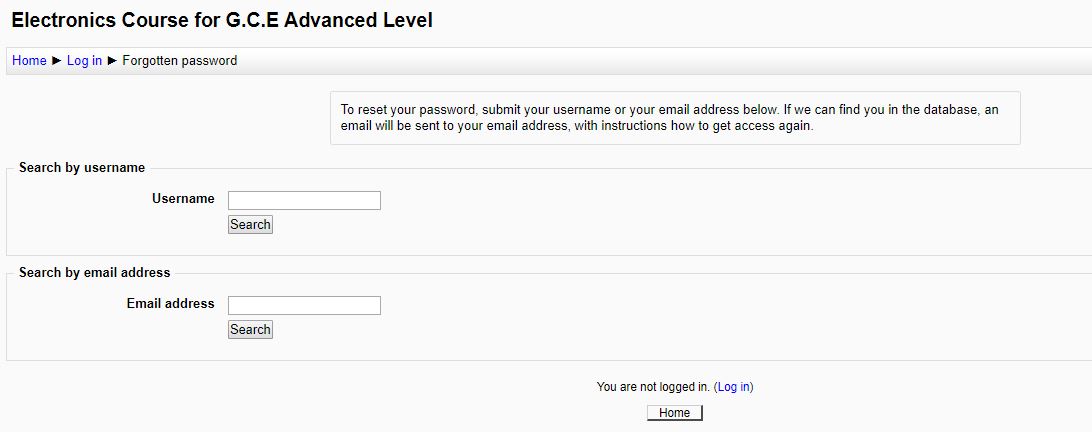 Electronics Course for G.C.E Advanced Level
Home ► Log in ► Forgotten password
To reset your password, submit your username or your email address below. If we can find you in the database, an
email will be sent to your email address, with instructions how to get access again.
Search by username
Username
Search
Search by email address
Email address
Search
You are not logged in. (Log in)
Home